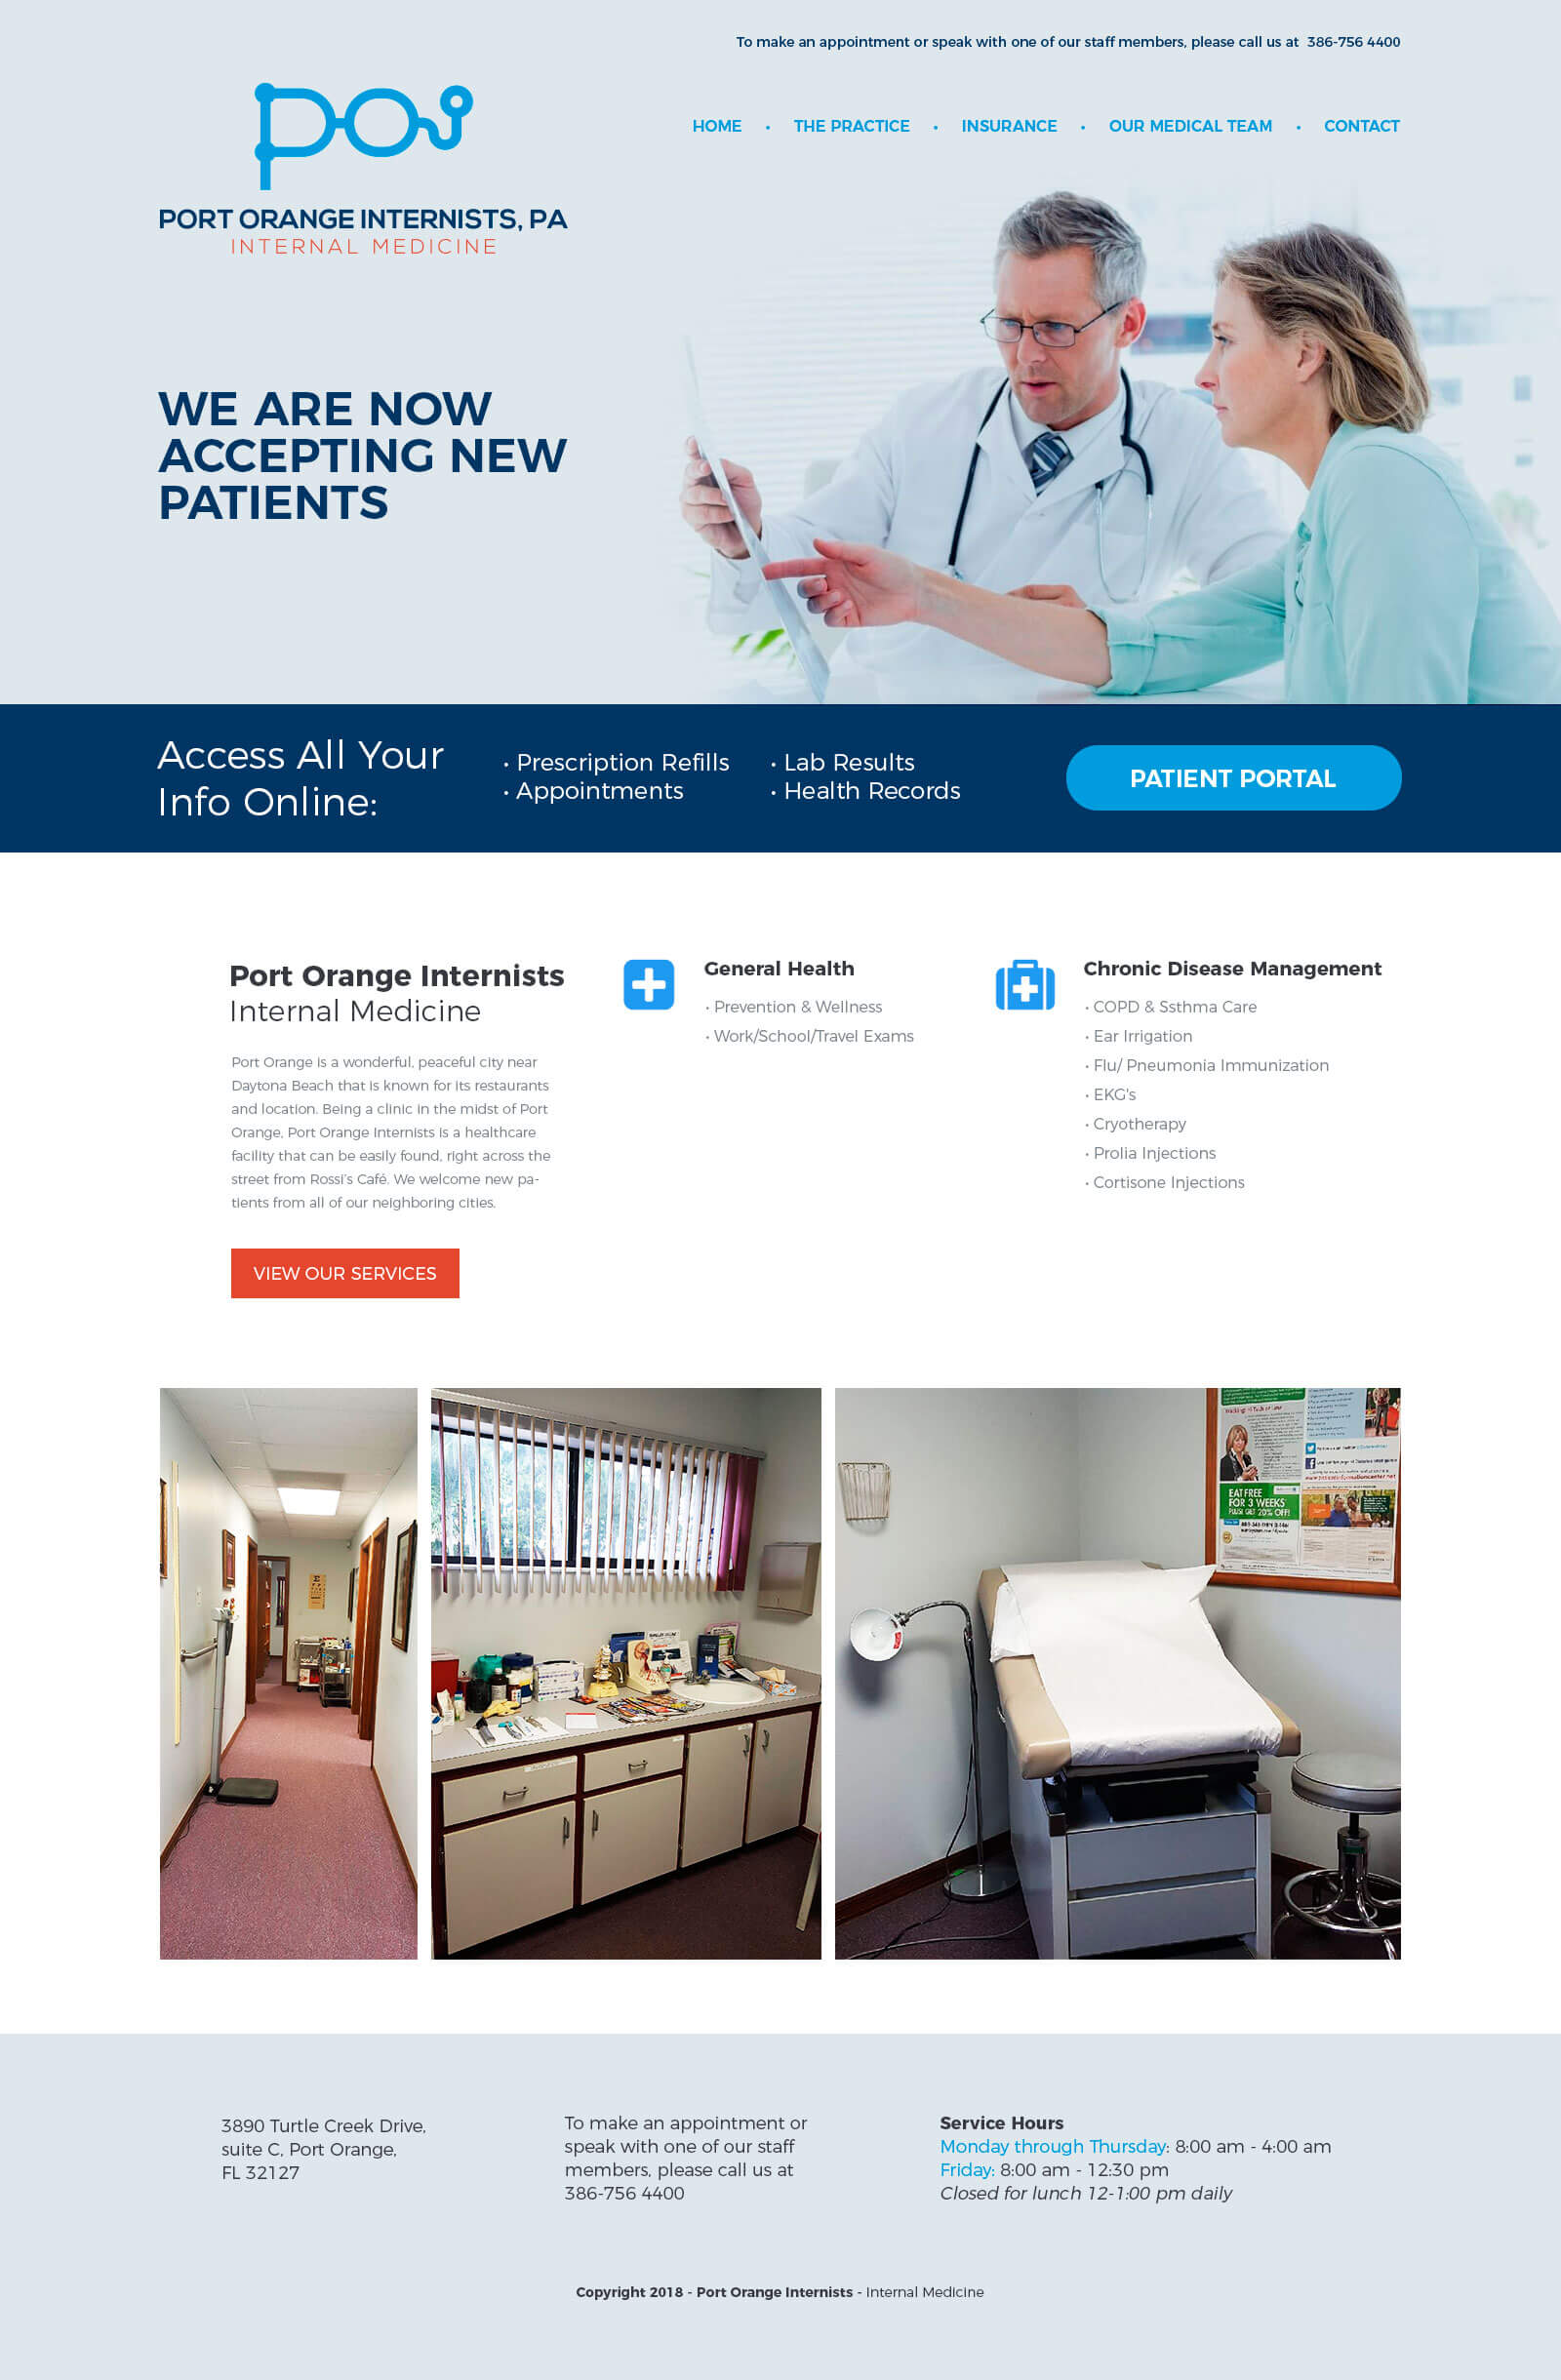 To make an appointment or speak with one of our staff members, please call us at 386-756 4400
HOME • THE PRACTICE • INSURANCE • OUR MEDICAL TEAM • CONTACT
PORT ORANGE INTERNISTS, PA
INTERNAL MEDICINE
WE ARE NOW
ACCEPTING NEW
PATIENTS
Access All Your
Info Online:
• Prescription Refills
• Appointments
• Lab Results
• Health Records
PATIENT PORTAL
Port Orange Internists
Internal Medicine
Port Orange is a wonderful, peaceful city near
Daytona Beach that is known for its restaurants
and location. Being a clinic in the midst of Port
Orange, Port Orange Internists is a healthcare
facility that can be easily found, right across the
street from Rossi's Café. We welcome new pa-
tients from all of our neighboring cities.
VIEW OUR SERVICES
General Health
• Prevention & Wellness
• Work/School/Travel Exams
Chronic Disease Management
• COPD & Ssthma Care
• Ear Irrigation
• Flu/ Pneumonia Immunization
• EKG's
• Cryotherapy
• Prolia Injections
• Cortisone Injections
EAT FREE
FOR 3 WEEKS
PLUS! GET 20% OFF!
3890 Turtle Creek Drive,
suite C, Port Orange,
FL 32127
To make an appointment or
speak with one of our staff
members, please call us at
386-756 4400
Service Hours
Monday through Thursday: 8:00 am - 4:00 am
Friday: 8:00 am - 12:30 pm
Closed for lunch 12-1:00 pm daily
Copyright 2018 - Port Orange Internists - Internal Medicine